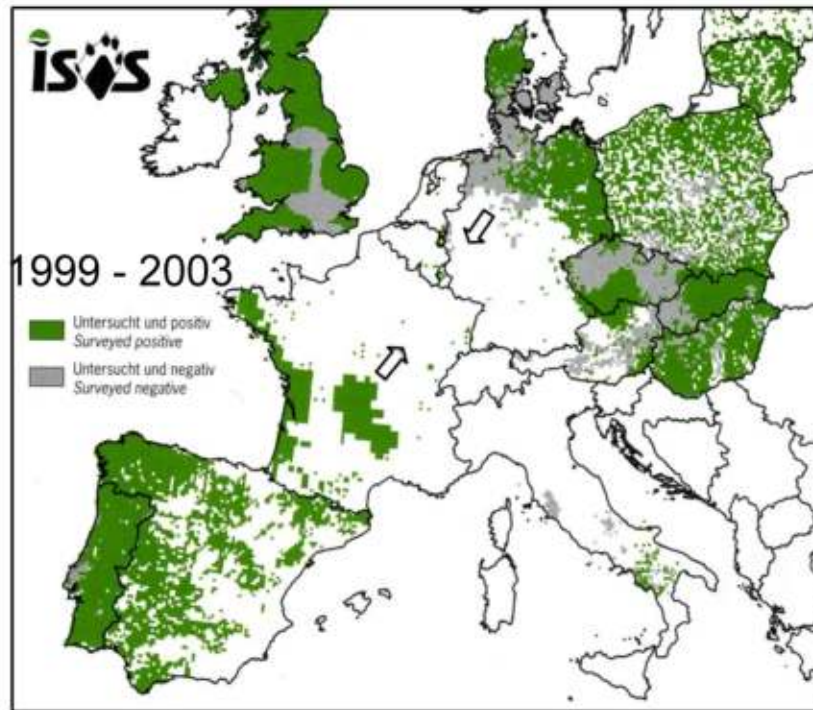 isos
1999 - 2003
Untersucht und positiv
Surveyed positive
Untersucht und negativ
Surveyed negative